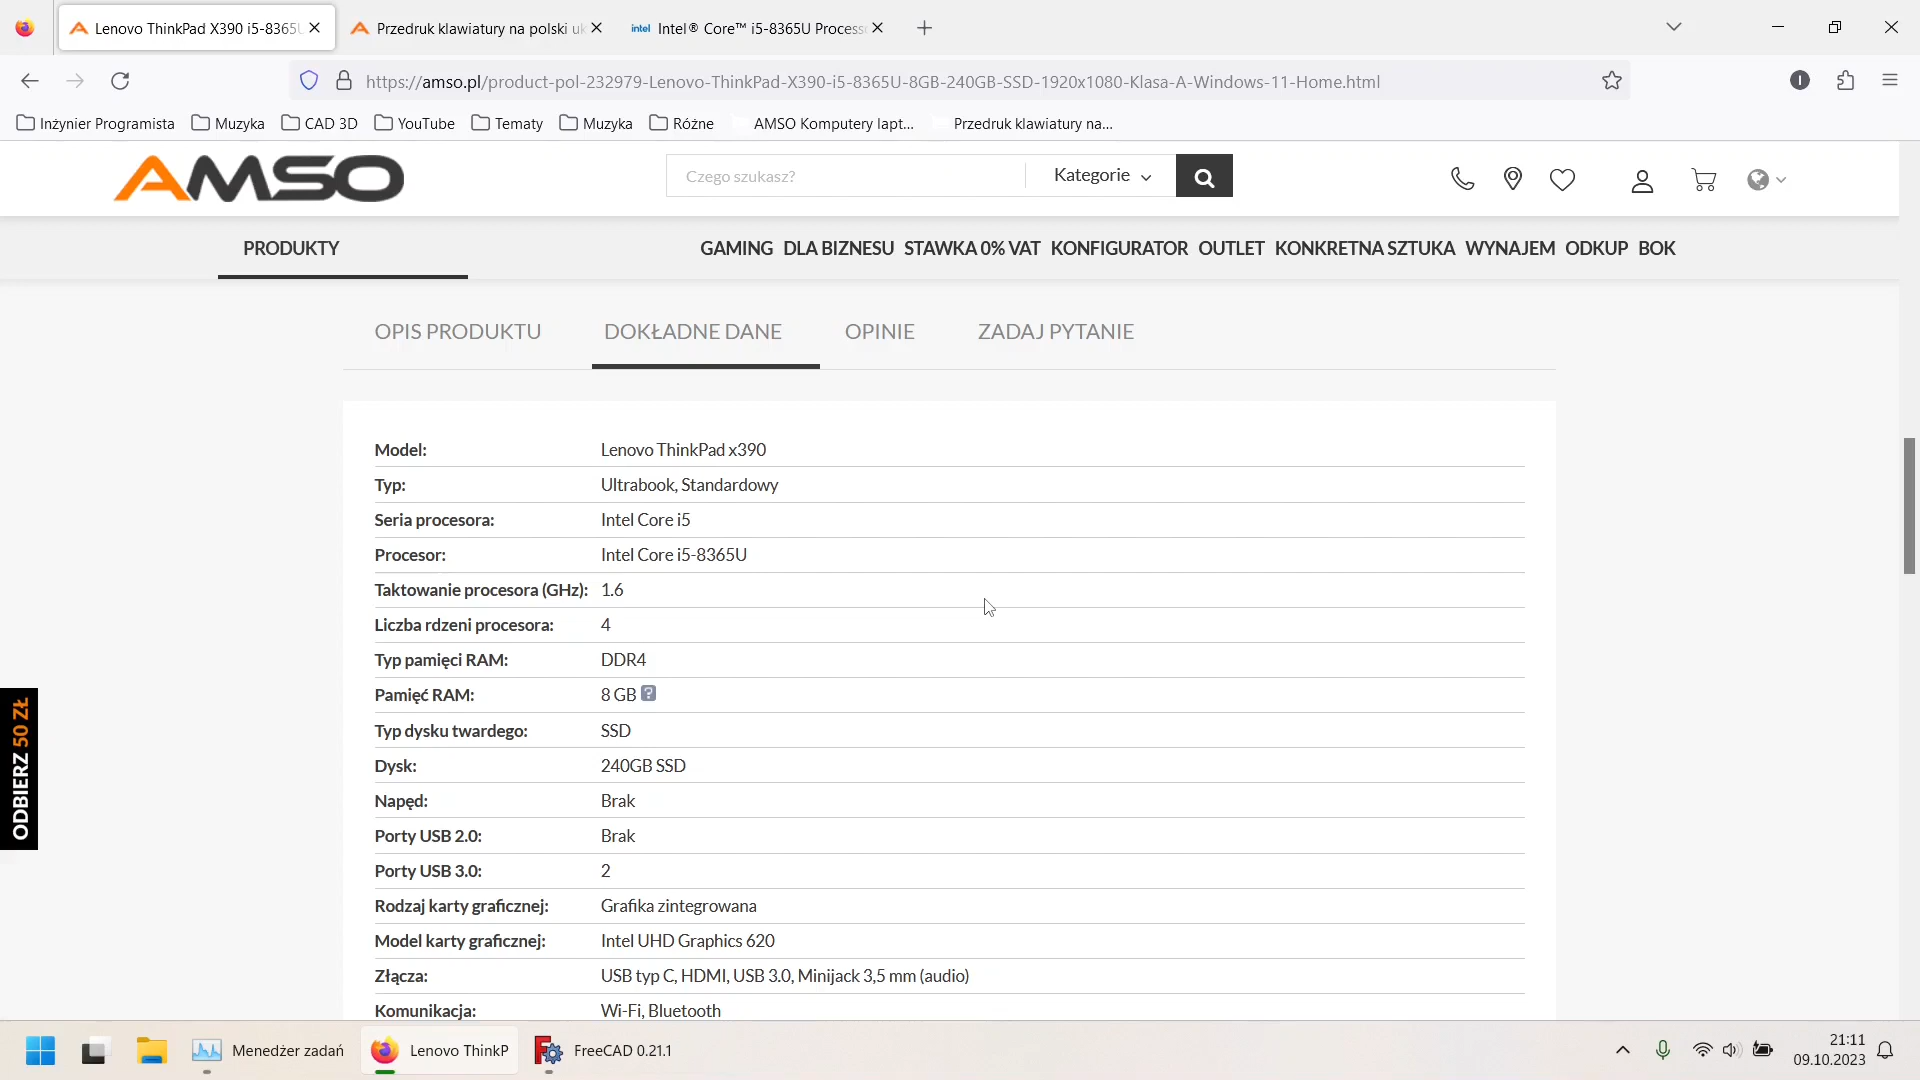 Lenovo ThinkPad X390 i5-8365U
Przedruk klawiatury na polski uk
intel Intel® Core™ i5-8365U Process
https://amso.pl/product-pol-232979-Lenovo-ThinkPad-X390-i5-8365U-8GB-240GB-SSD-1920x1080-Klasa-A-Windows-11-Home.html
I
Inżynier Programista Muzyka CAD 3D YouTube Tematy Muzyka Różne AMSO Komputery lapt... Przedruk klawiatury na...
AMSO
Czego szukasz?
Kategorie
PRODUKTY
GAMING DLA BIZNESU STAWKA 0% VAT KONFIGURATOR OUTLET KONKRETNA SZTUKA WYNAJEM ODKUP BOK
OPIS PRODUKTU DOKŁADNE DANE OPINIE ZADAJ PYTANIE
Model: Lenovo ThinkPad x390
Typ: Ultrabook, Standardowy
Seria procesora: Intel Core i5
Procesor: Intel Core i5-8365U
Taktowanie procesora (GHz): 1.6
Liczba rdzeni procesora: 4
Typ pamięci RAM: DDR4
Pamięć RAM: 8 GB ?
Typ dysku twardego: SSD
Dysk: 240GB SSD
Napęd: Brak
Porty USB 2.0: Brak
Porty USB 3.0: 2
Rodzaj karty graficznej: Grafika zintegrowana
Model karty graficznej: Intel UHD Graphics 620
Złącza: USB typ C, HDMI, USB 3.0, Minijack 3,5 mm (audio)
Komunikacja: Wi-Fi, Bluetooth
ODBIERZ 50 ZŁ
Menedżer zadań
Lenovo ThinkP
FreeCAD 0.21.1
21:11
09.10.2023